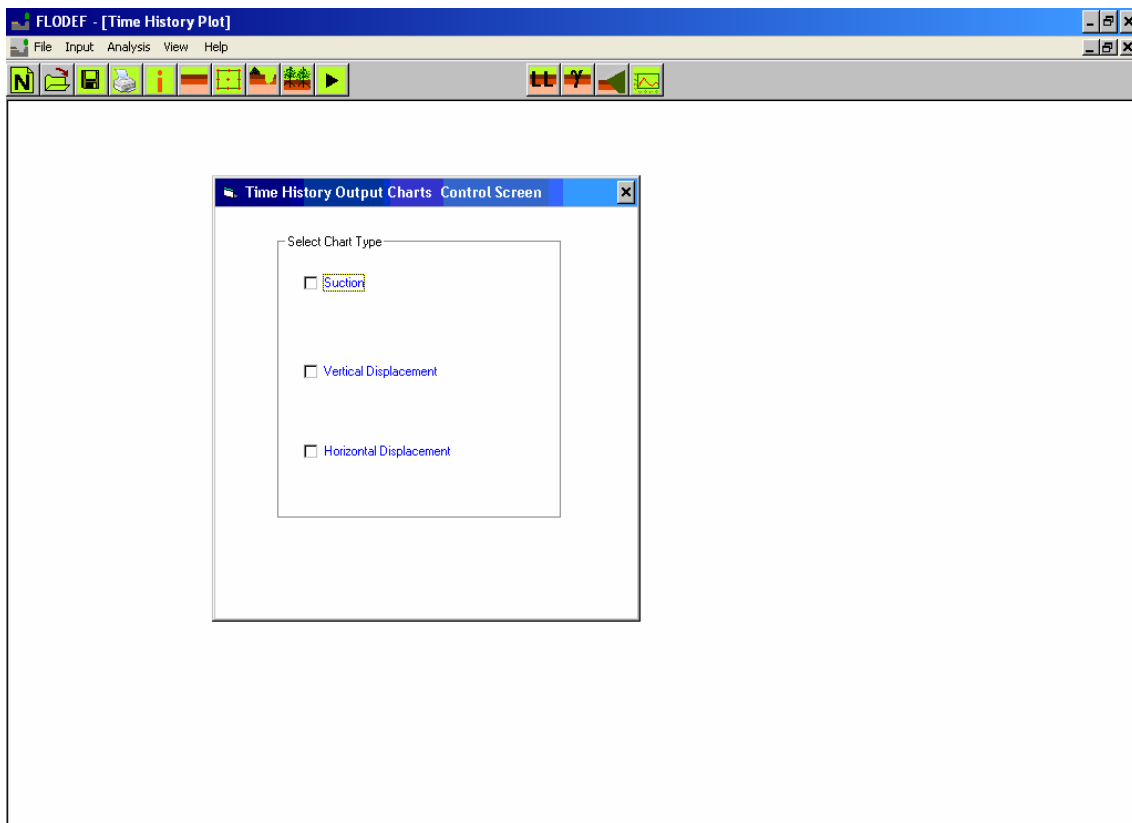 FLODEF - [Time History Plot]
File Input Analysis View Help
N i LL γ
Time History Output Charts Control Screen
Select Chart Type
Suction
Vertical Displacement
Horizontal Displacement